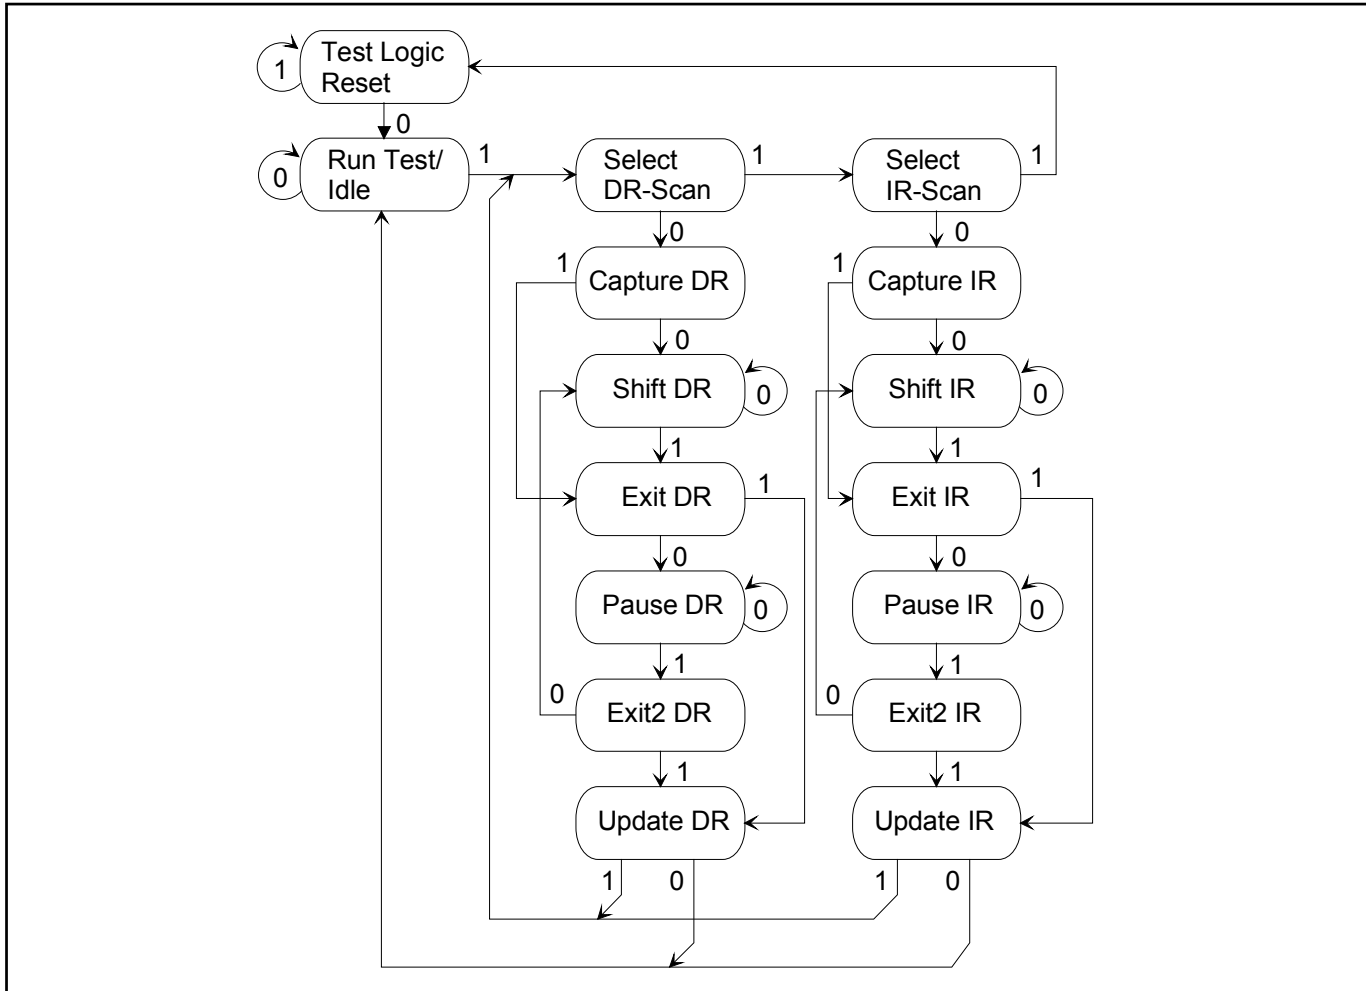 Test Logic
Reset
1
0
Run Test/
Idle
0
1
Select
DR-Scan
1
Select
IR-Scan
1
0
0
1
Capture DR
1
Capture IR
0
0
Shift DR
0
Shift IR
0
1
1
Exit DR
1
Exit IR
1
0
0
Pause DR
0
Pause IR
0
1
1
0
Exit2 DR
0
Exit2 IR
1
1
Update DR
Update IR
1
0
1
0